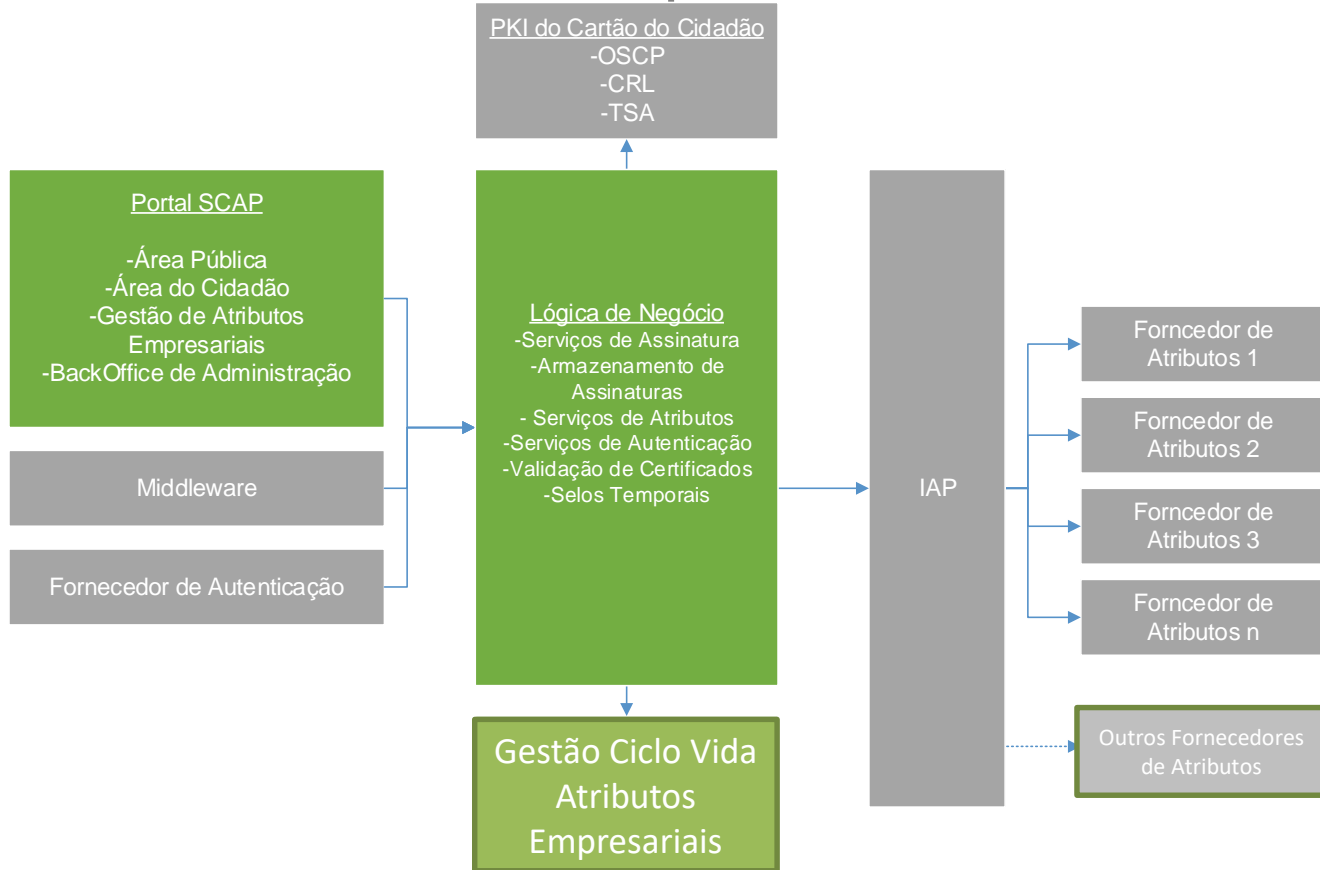 PKI do Cartão do Cidadão
-OSCP
-CRL
-TSA
Portal SCAP
-Área Pública
-Área do Cidadão
-Gestão de Atributos
Empresariais
-BackOffice de Administração
Middleware
Fornecedor de Autenticação
Lógica de Negócio
-Serviços de Assinatura
-Armazenamento de
Assinaturas
- Serviços de Atributos
-Serviços de Autenticação
-Validação de Certificados
-Selos Temporais
Gestão Ciclo Vida
Atributos
Empresariais
IAP
Forncedor de
Atributos 1
Forncedor de
Atributos 2
Forncedor de
Atributos 3
Forncedor de
Atributos n
Outros Fornecedores
de Atributos